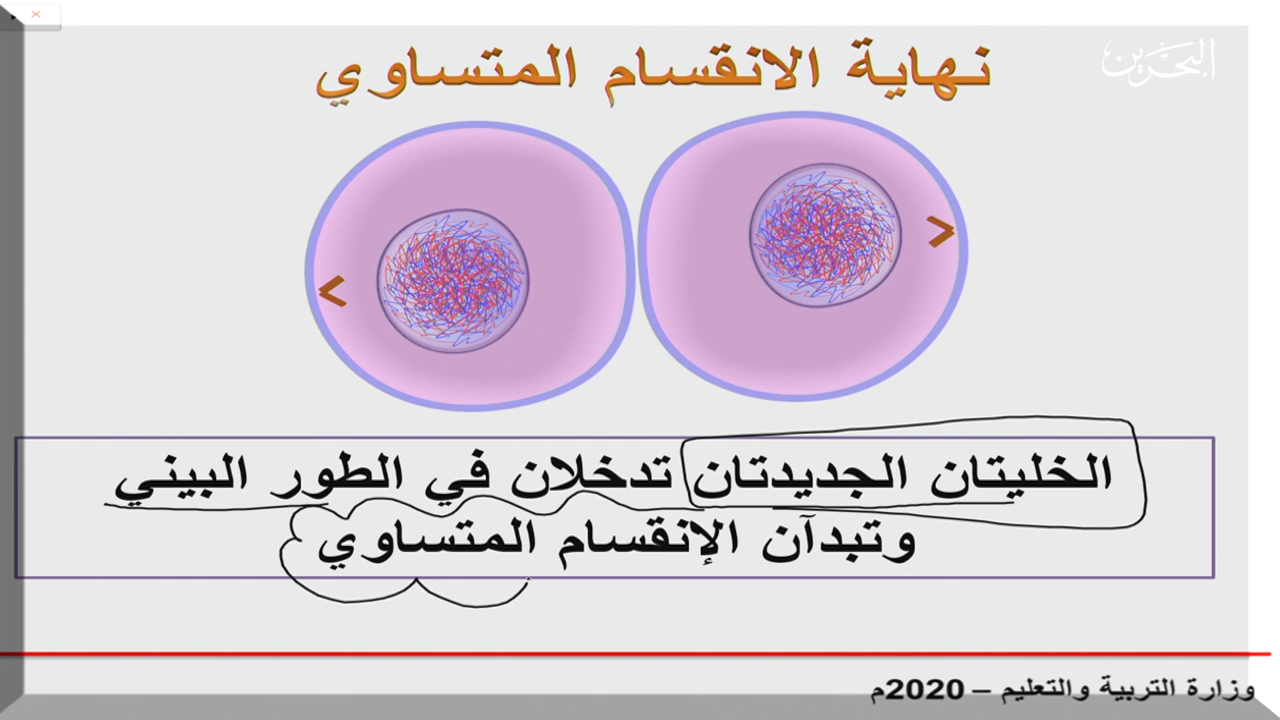 نهاية الانقسام المتساوي
البحرين
الخليتان الجديدتان تدخلان في الطور البيني
وتبدآن الإنقسام المتساوي
وزارة التربية والتعليم – 2020م